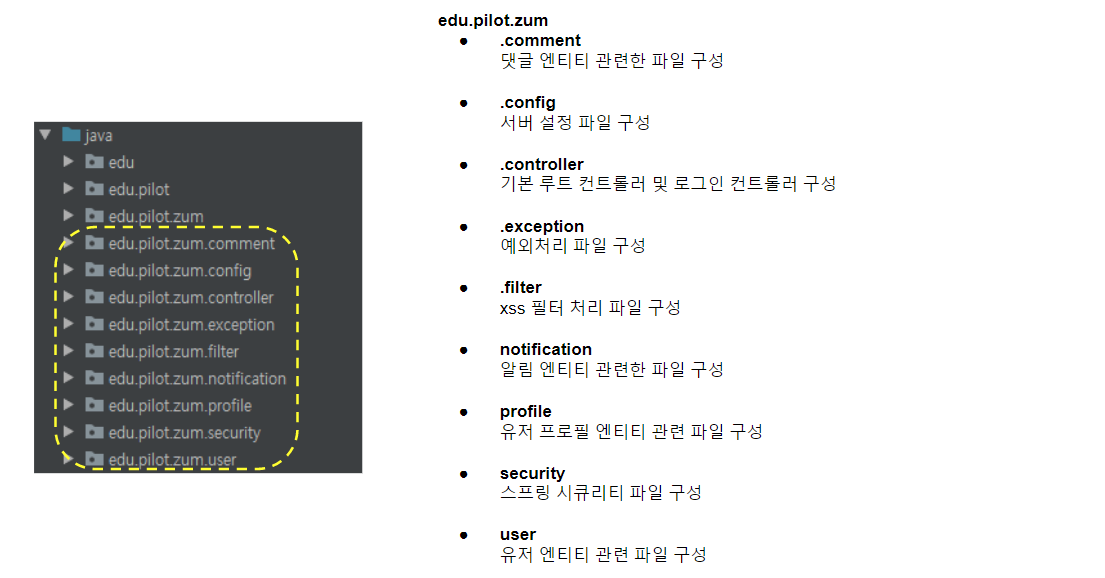 java
edu
edu.pilot
edu.pilot.zum
edu.pilot.zum.comment
edu.pilot.zum.config
edu.pilot.zum.controller
edu.pilot.zum.exception
edu.pilot.zum.filter
edu.pilot.zum.notification
edu.pilot.zum.profile
edu.pilot.zum.security
edu.pilot.zum.user
edu.pilot.zum
● .comment
댓글 엔티티 관련한 파일 구성
● .config
서버 설정 파일 구성
● .controller
기본 루트 컨트롤러 및 로그인 컨트롤러 구성
● .exception
예외처리 파일 구성
● .filter
xss 필터 처리 파일 구성
● notification
알림 엔티티 관련한 파일 구성
● profile
유저 프로필 엔티티 관련 파일 구성
● security
스프링 시큐리티 파일 구성
● user
유저 엔티티 관련 파일 구성